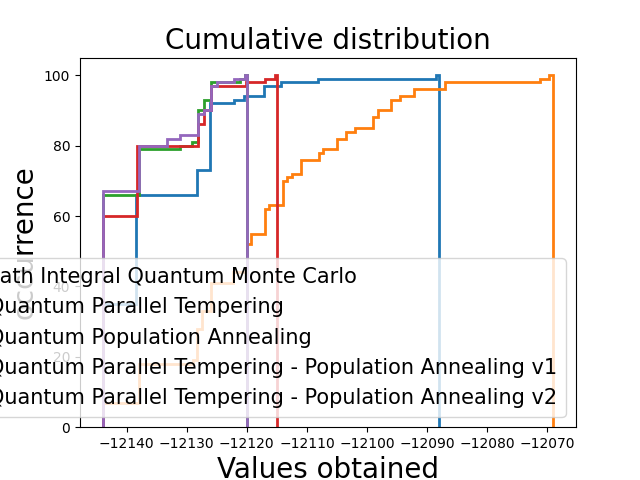 Cumulative distribution
100
80
60
40
20
0
occurrence
ath Integral Quantum Monte Carlo
Quantum Parallel Tempering
Quantum Population Annealing
Quantum Parallel Tempering - Population Annealing v1
Quantum Parallel Tempering - Population Annealing v2
−12140 −12130 −12120 −12110 −12100 −12090 −12080 −12070
Values obtained